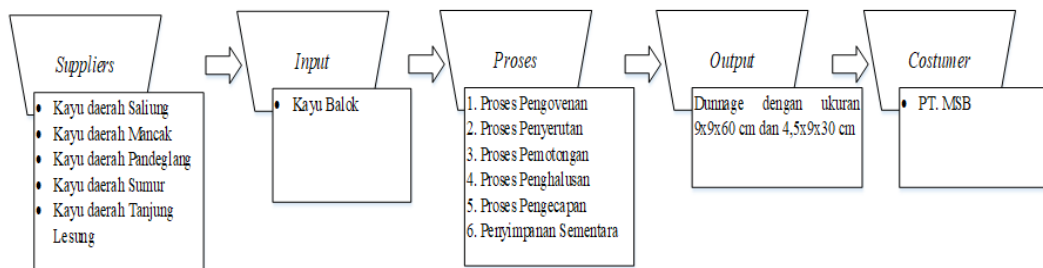 Suppliers
• Kayu daerah Saliung
• Kayu daerah Mancak
• Kayu daerah Pandeglang
• Kayu daerah Sumur
• Kayu daerah Tanjung
Lesung
Input
• Kayu Balok
Proses
1. Proses Pengovenan
2. Proses Penyerutan
3. Proses Pemotongan
4. Proses Penghalusan
5. Proses Pengecapan
6. Penyimpanan Sementara
Output
Dunnage dengan ukuran
9x9x60 cm dan 4,5x9x30 cm
Costumer
• PT. MSB